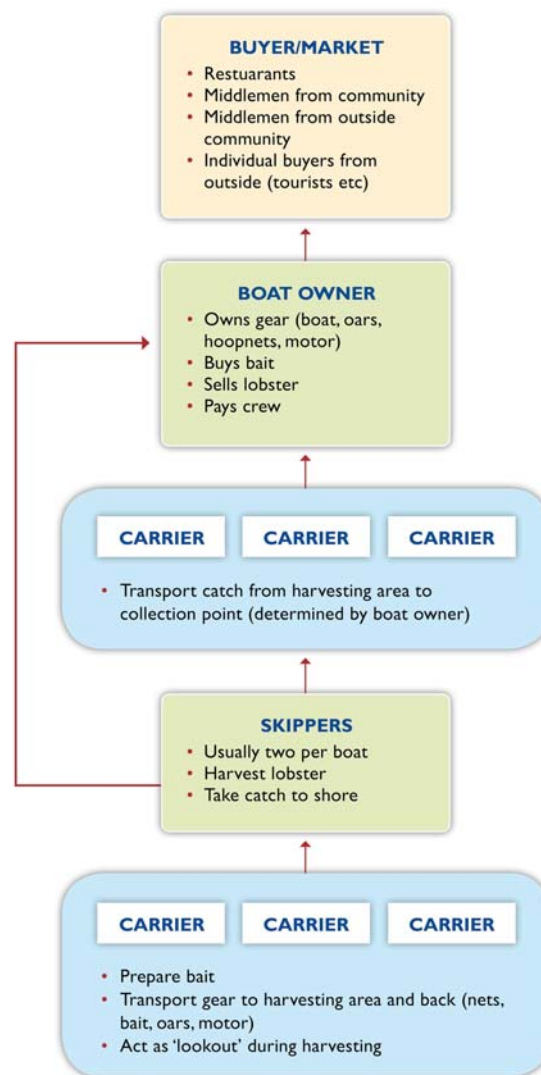 BUYER/MARKET
• Restuarants
• Middlemen from community
• Middlemen from outside
community
• Individual buyers from
outside (tourists etc)
BOAT OWNER
• Owns gear (boat, oars,
hoopnets, motor)
• Buys bait
• Sells lobster
• Pays crew
CARRIER CARRIER CARRIER
• Transport catch from harvesting area to
collection point (determined by boat owner)
SKIPPERS
• Usually two per boat
• Harvest lobster
• Take catch to shore
CARRIER CARRIER CARRIER
• Prepare bait
• Transport gear to harvesting area and back (nets,
bait, oars, motor)
• Act as ‘lookout’ during harvesting